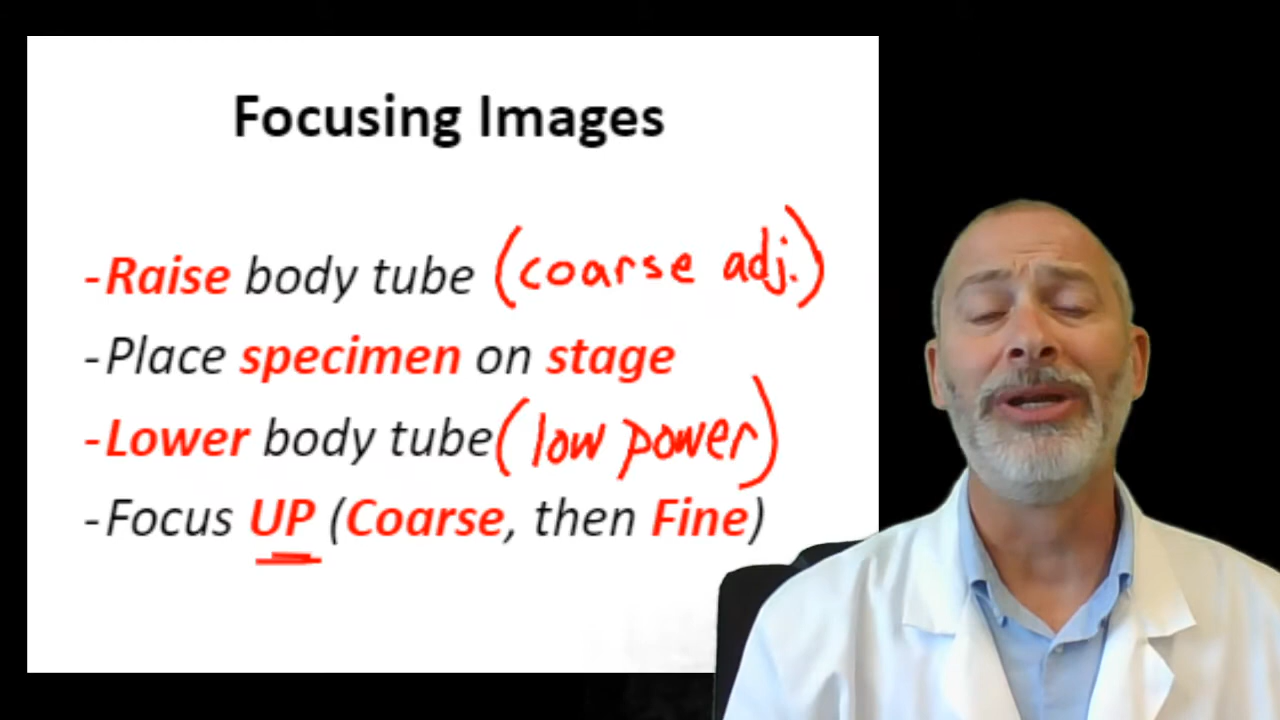 Focusing Images
-Raise body tube (coarse adj.)
-Place specimen on stage
-Lower body tube (low power)
-Focus UP (Coarse, then Fine)